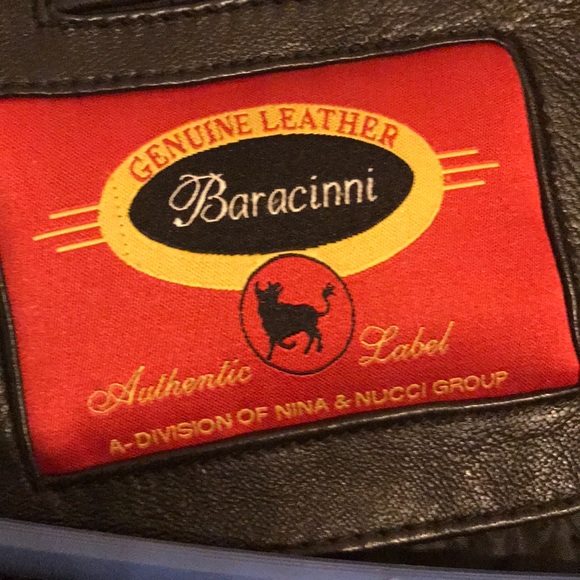 GENUINE LEATHER
Baracinni
Authentic Label
A-DIVISION OF NINA & NUCCI GROUP